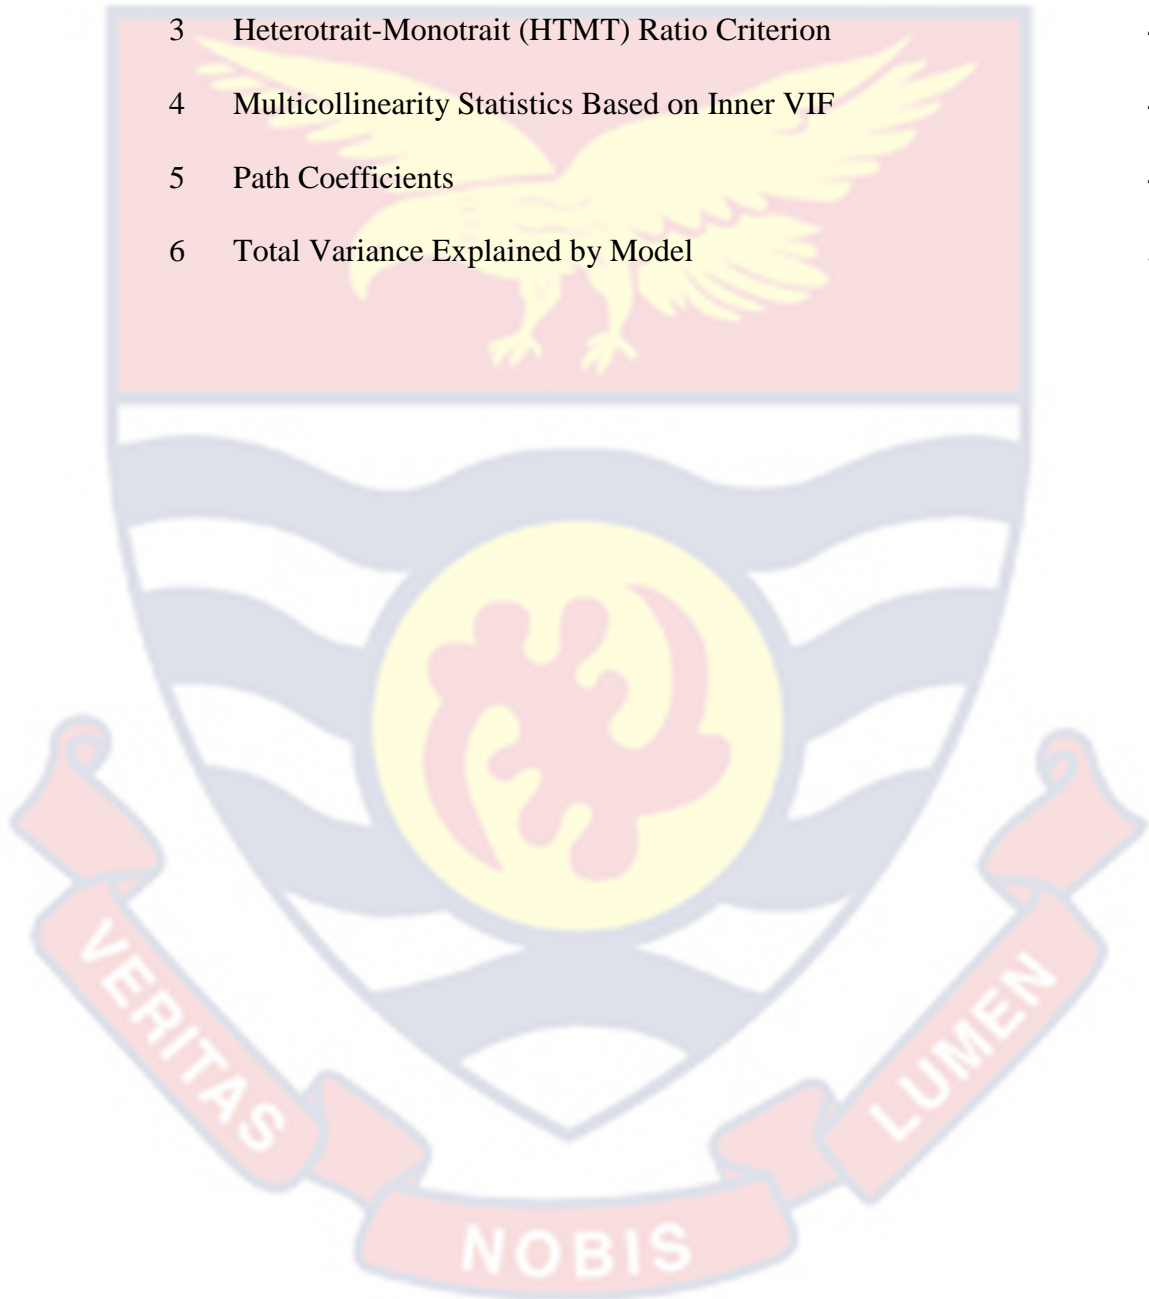 3 Heterotrait-Monotrait (HTMT) Ratio Criterion
4 Multicollinearity Statistics Based on Inner VIF
5 Path Coefficients
6 Total Variance Explained by Model
VERITAS
NOBIS
LUMEN